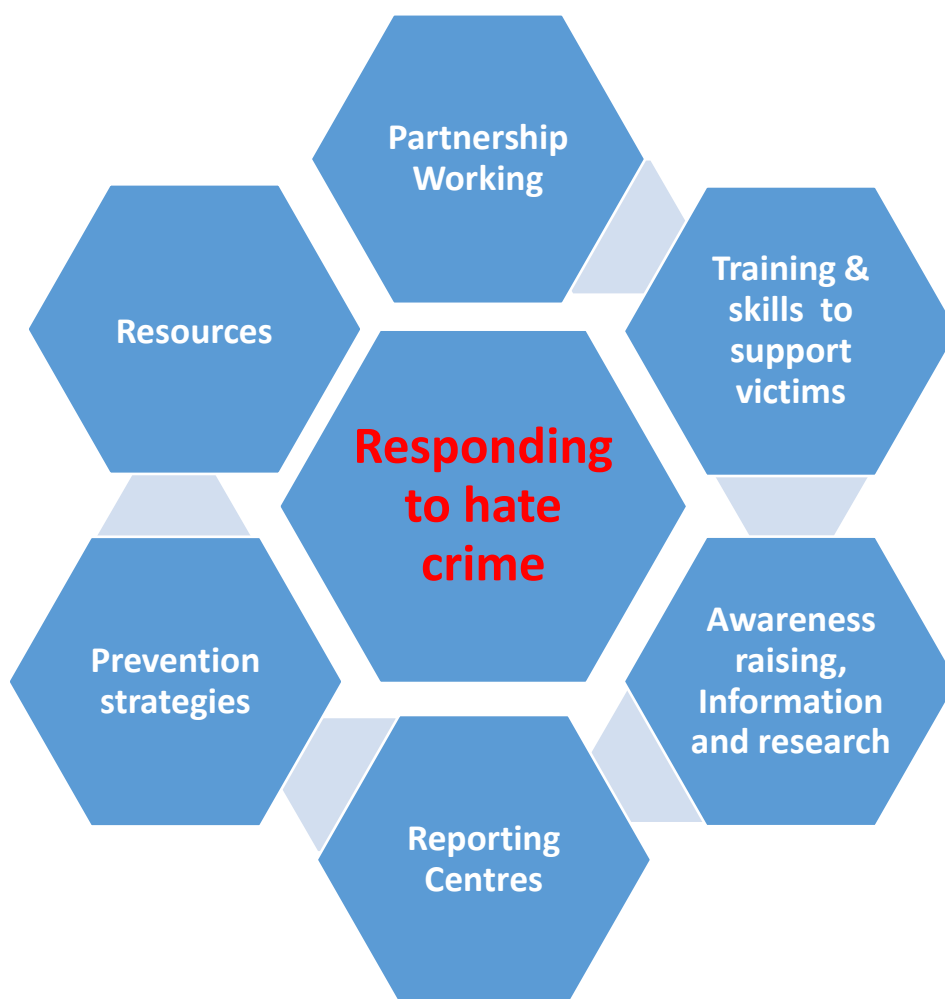 Partnership
Working
Training &
skills  to
support
victims
Awareness
raising,
Information
and research
Reporting
Centres
Prevention
strategies
Resources
Responding
to hate
crime